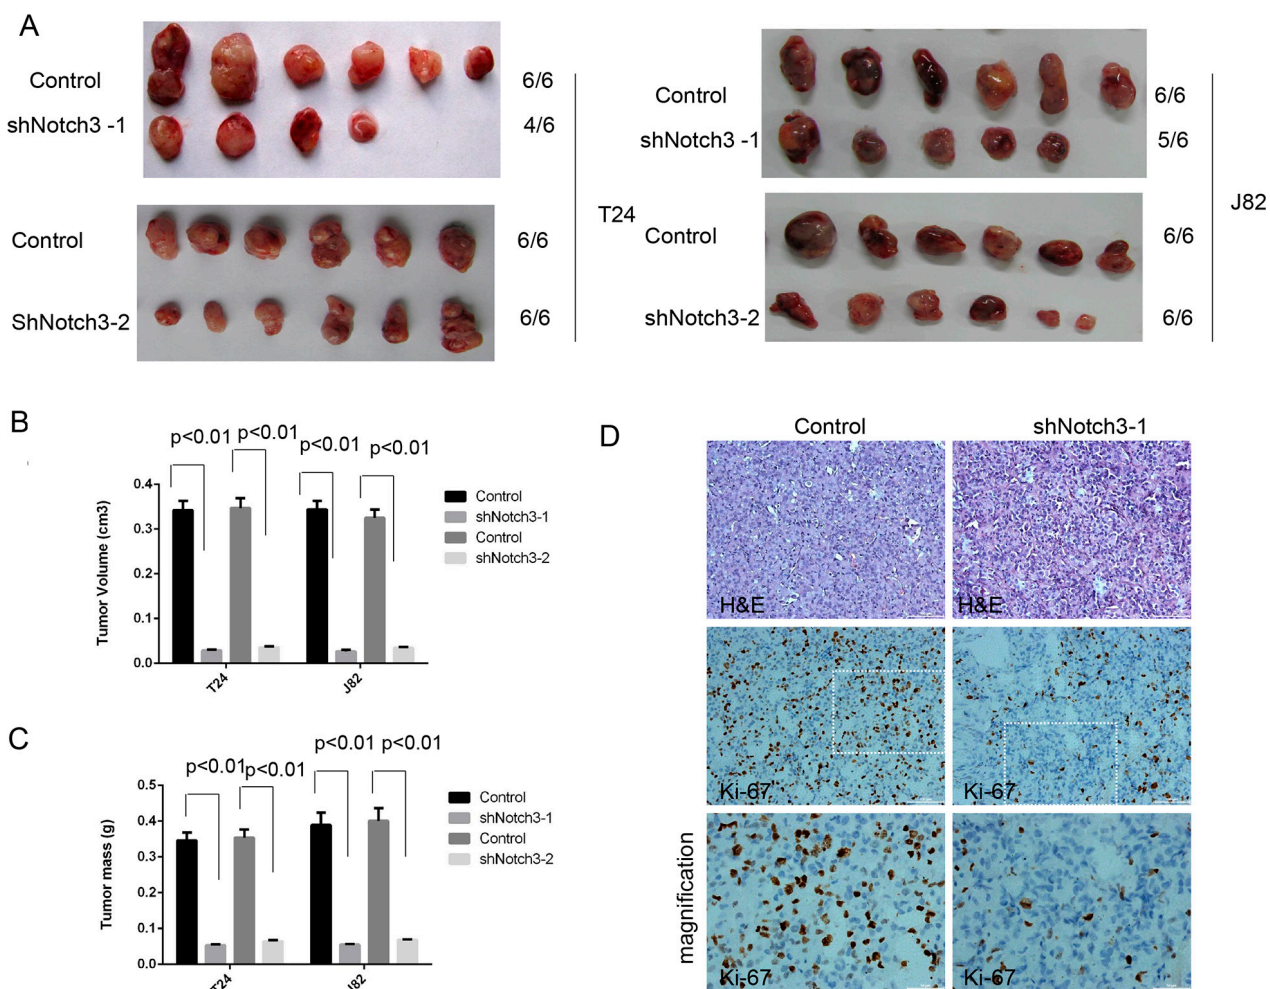 A
Control 6/6
shNotch3 -1 4/6
Control 6/6
ShNotch3-2 6/6
T24
Control 6/6
shNotch3 -1 5/6
Control 6/6
shNotch3-2 6/6
J82
B
p<0.01 p<0.01 p<0.01 p<0.01
Tumor Volume (cm3)
0.4
0.3
0.2
0.1
0.0
T24 J82
Control
shNotch3-1
Control
shNotch3-2
C
p<0.01 p<0.01 p<0.01 p<0.01
Tumor mass (g)
0.5
0.4
0.3
0.2
0.1
0.0
T24 J82
Control
shNotch3-1
Control
shNotch3-2
D
Control shNotch3-1
H&E H&E
Ki-67 Ki-67
magnification
Ki-67 Ki-67